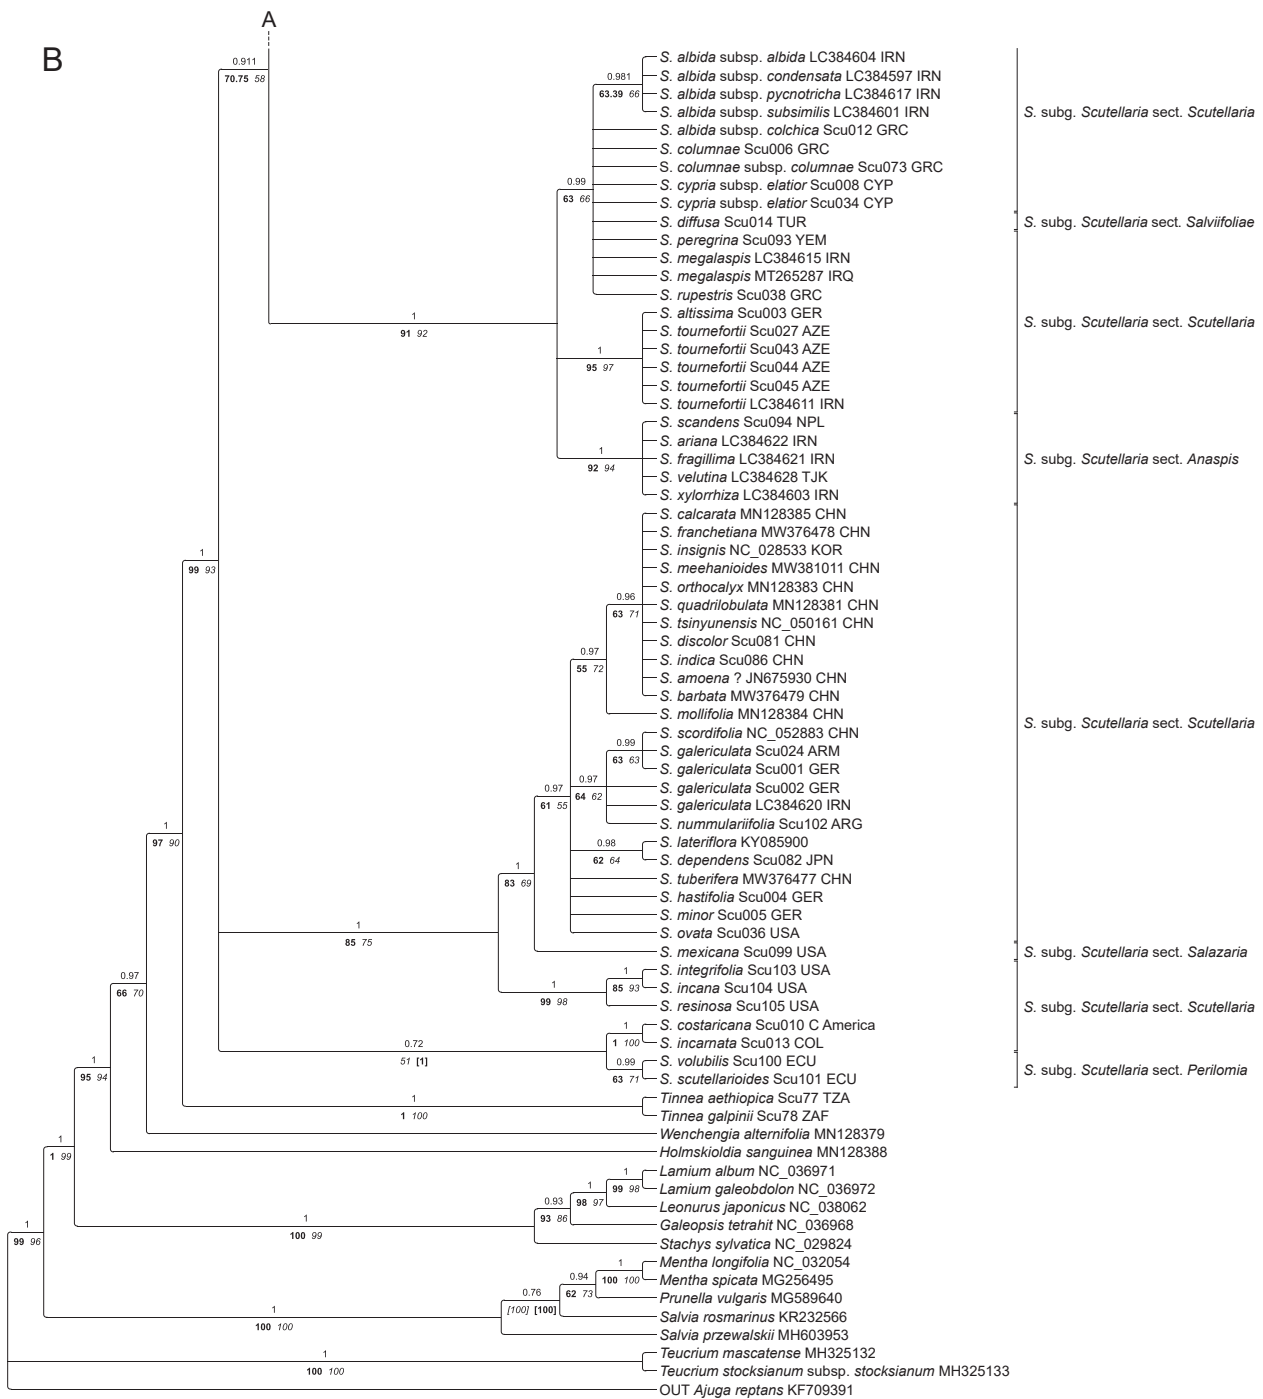 A
B
0.911
70.75 58
S. albida subsp. albida LC384604 IRN
0.981
S. albida subsp. condensata LC384597 IRN
63.39 66
S. albida subsp. pycnotricha LC384617 IRN
S. albida subsp. subsimilis LC384601 IRN
S. subg. Scutellaria sect. Scutellaria
S. albida subsp. colchica Scu012 GRC
S. columnae Scu006 GRC
S. columnae subsp. columnae Scu073 GRC
0.99
S. cypria subsp. elatior Scu008 CYP
63 66
S. cypria subsp. elatior Scu034 CYP
S. diffusa Scu014 TUR
S. subg. Scutellaria sect. Salviifoliae
S. peregrina Scu093 YEM
S. megalaspis LC384615 IRN
S. megalaspis MT265287 IRQ
S. rupestris Scu038 GRC
1
91 92
S. altissima Scu003 GER
S. subg. Scutellaria sect. Scutellaria
S. tournefortii Scu027 AZE
1
95 97
S. tournefortii Scu043 AZE
S. tournefortii Scu044 AZE
S. tournefortii Scu045 AZE
S. tournefortii LC384611 IRN
S. scandens Scu094 NPL
S. ariana LC384622 IRN
1
92 94
S. fragillima LC384621 IRN
S. subg. Scutellaria sect. Anaspis
S. velutina LC384628 TJK
S. xylorrhiza LC384603 IRN
S. calcarata MN128385 CHN
S. franchetiana MW376478 CHN
1
99 93
S. insignis NC_028533 KOR
S. meehanioides MW381011 CHN
S. orthocalyx MN128383 CHN
0.96
63 71
S. quadrilobulata MN128381 CHN
S. tsinyunensis NC_050161 CHN
S. discolor Scu081 CHN
0.97
55 72
S. indica Scu086 CHN
S. amoena ? JN675930 CHN
S. barbata MW376479 CHN
S. mollifolia MN128384 CHN
S. subg. Scutellaria sect. Scutellaria
S. scordifolia NC_052883 CHN
0.99
63 63
S. galericulata Scu024 ARM
S. galericulata Scu001 GER
0.97
64 62
S. galericulata Scu002 GER
0.97
61 55
S. galericulata LC384620 IRN
S. nummulariifolia Scu102 ARG
1
97 90
S. lateriflora KY085900
0.98
62 64
S. dependens Scu082 JPN
1
83 69
S. tuberifera MW376477 CHN
S. hastifolia Scu004 GER
S. minor Scu005 GER
1
85 75
S. ovata Scu036 USA
S. mexicana Scu099 USA
S. subg. Scutellaria sect. Salazaria
S. integrifolia Scu103 USA
0.97
66 70
1
85 93
S. incana Scu104 USA
1
99 98
S. resinosa Scu105 USA
S. subg. Scutellaria sect. Scutellaria
S. costaricana Scu010 C America
1
1 100
S. incarnata Scu013 COL
0.72
51 [1]
S. volubilis Scu100 ECU
0.99
63 71
S. scutellarioides Scu101 ECU
S. subg. Scutellaria sect. Perilomia
1
95 94
Tinnea aethiopica Scu77 TZA
1
1 100
Tinnea galpinii Scu78 ZAF
Wenchengia alternifolia MN128379
1
1 99
Holmskioldia sanguinea MN128388
Lamium album NC_036971
1
99 98
Lamium galeobdolon NC_036972
1
98 97
Leonurus japonicus NC_038062
0.93
93 86
Galeopsis tetrahit NC_036968
1
100 99
Stachys sylvatica NC_029824
1
99 96
Mentha longifolia NC_032054
1
100 100
Mentha spicata MG256495
0.94
62 73
Prunella vulgaris MG589640
0.76
[100] [100]
Salvia rosmarinus KR232566
1
100 100
Salvia przewalskii MH603953
Teucrium mascatense MH325132
1
100 100
Teucrium stocksianum subsp. stocksianum MH325133
OUT Ajuga reptans KF709391